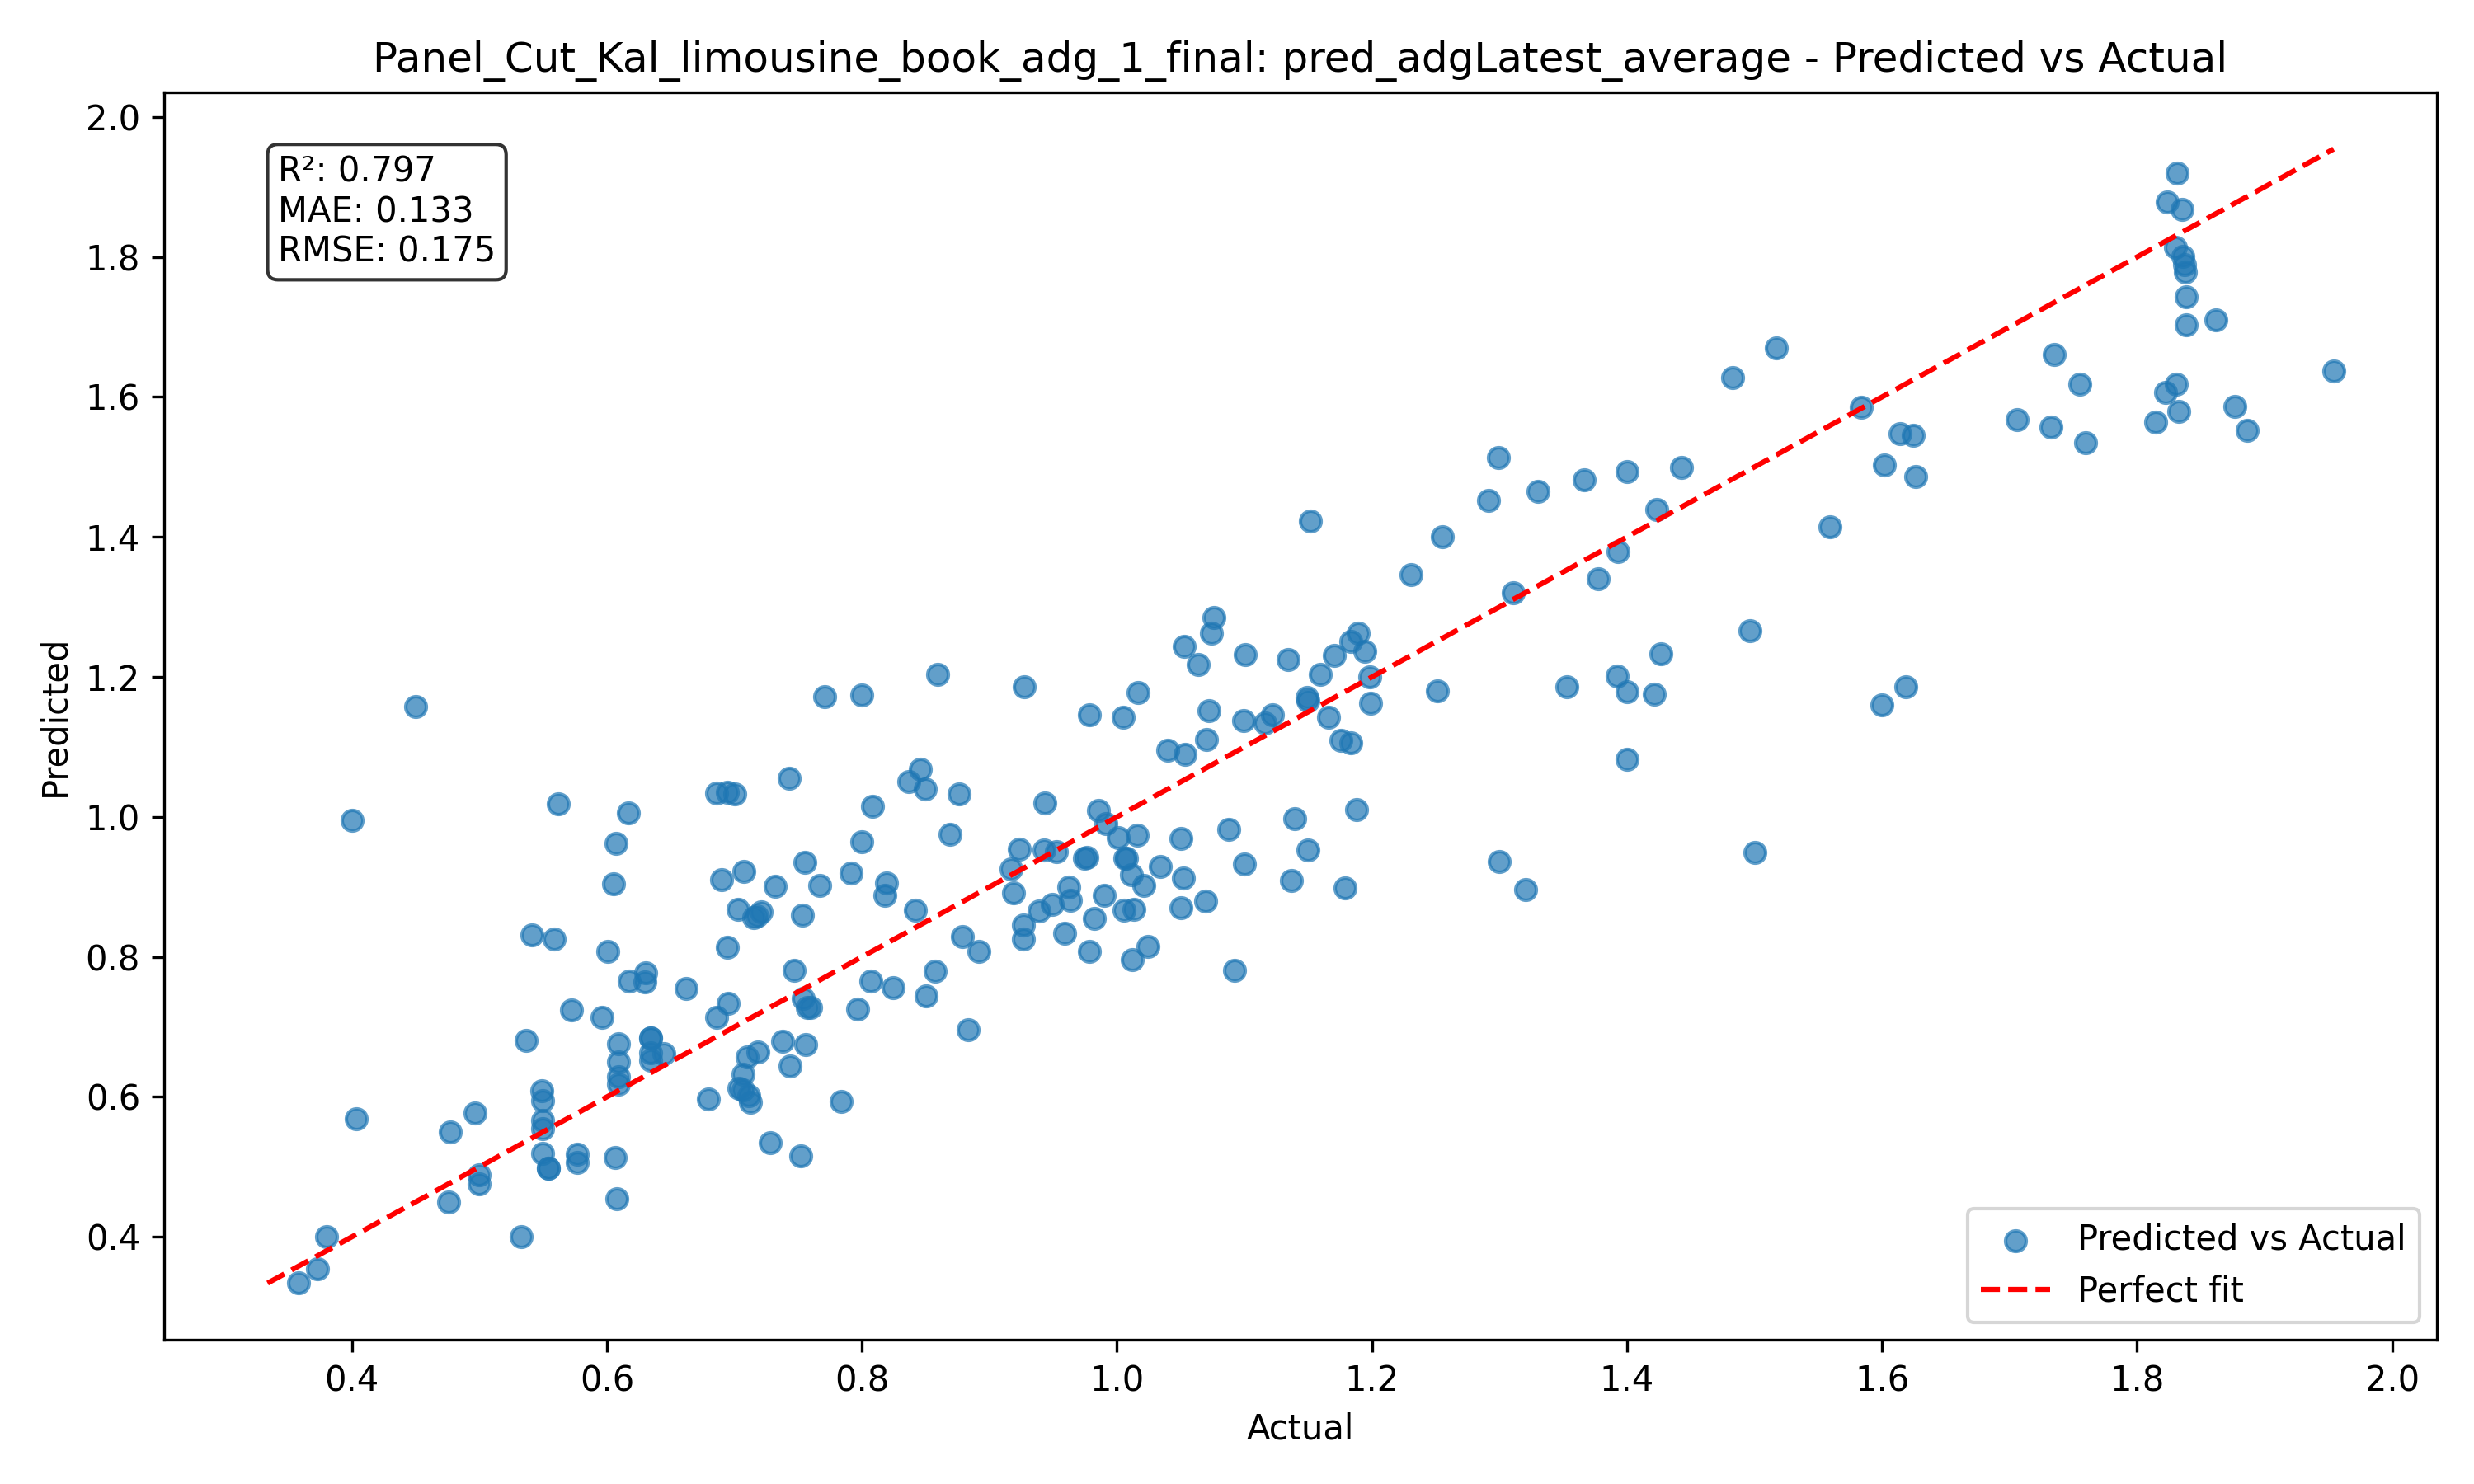 Panel_Cut_Kal_limousine_book_adg_1_final: pred_adgLatest_average - Predicted vs Actual
2.0
1.8
1.6
1.4
1.2
1.0
0.8
0.6
0.4
Predicted
R²: 0.797
MAE: 0.133
RMSE: 0.175
Predicted vs Actual
Perfect fit
0.4 0.6 0.8 1.0 1.2 1.4 1.6 1.8 2.0
Actual